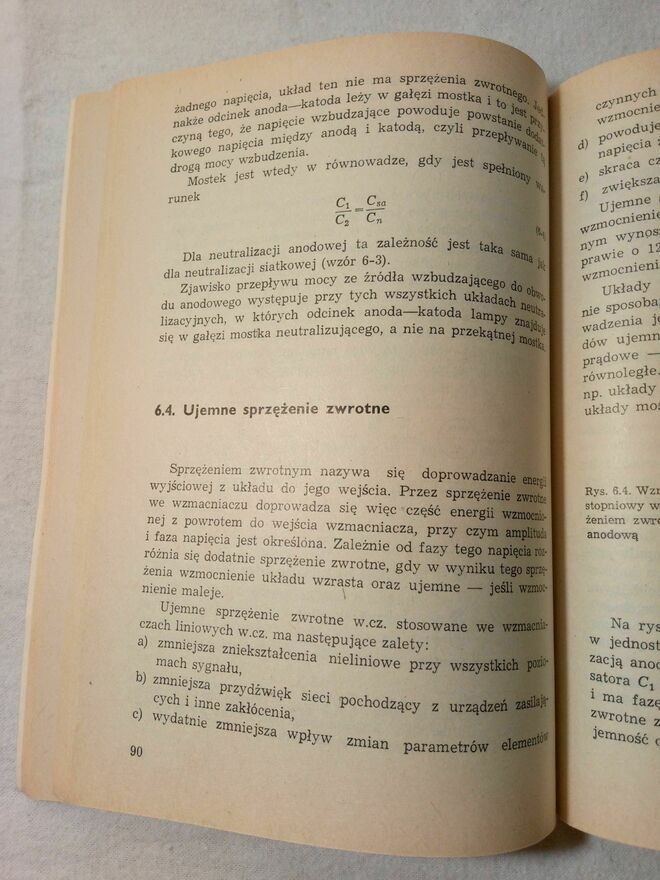 żadnego napięcia, układ ten nie ma sprzężenia zwrotnego. Jed-
nakże odcinek anoda—katoda leży w gałęzi mostka i to jest przy-
czyną tego, że napięcie wzbudzające powoduje powstanie dodat-
kowego napięcia między anodą i katodą, czyli przepływanie tą
drogą mocy wzbudzenia.
Mostek jest wtedy w równowadze, gdy jest spełniony wa-
runek
C₁/C₂ = Csa/Cn
Dla neutralizacji anodowej ta zależność jest taka sama jak
dla neutralizacji siatkowej (wzór 6-3).
Zjawisko przepływu mocy ze źródła wzbudzającego do obwo-
du anodowego występuje przy tych wszystkich układach neutra-
lizacyjnych, w których odcinek anoda—katoda lampy znajduje
się w gałęzi mostka neutralizującego, a nie na przekątnej mostka.
6.4. Ujemne sprzężenie zwrotne
Sprzężeniem zwrotnym nazywa się doprowadzanie energii
wyjściowej z układu do jego wejścia. Przez sprzężenie zwrotne
we wzmacniaczu doprowadza się więc część energii wzmocnio-
nej z powrotem do wejścia wzmacniacza, przy czym amplituda
i faza napięcia jest określona. Zależnie od fazy tego napięcia roz-
różnia się dodatnie sprzężenie zwrotne, gdy w wyniku tego sprzę-
żenia wzmocnienie układu wzrasta oraz ujemne — jeśli wzmoc-
nienie maleje.
Ujemne sprzężenie zwrotne w.cz. stosowane we wzmacnia-
czach liniowych w.cz. ma następujące zalety:
a) zmniejsza zniekształcenia nieliniowe przy wszystkich pozio-
mach sygnału,
b) zmniejsza przydźwięk sieci pochodzący z urządzeń zasilają-
cych i inne zakłócenia,
c) wydatnie zmniejsza wpływ zmian parametrów elementów
90
czynnych
wzmocnie
d) powoduje
napięcia
e) skraca cz
f) zwiększa
Ujemne
wzmocnienie
nym wynos
prawie o 12
wzmocnieni
Układy
nie sposoba
wadzenia je
dów ujemn
prądowe —
równoległe.
np. układy
układy mos
Rys. 6.4. Wzm
stopniowy w
żeniem zwro
anodową
Na rys
w jednost
zacją anod
satora C₁
i ma fazę
zwrotne z
jemność